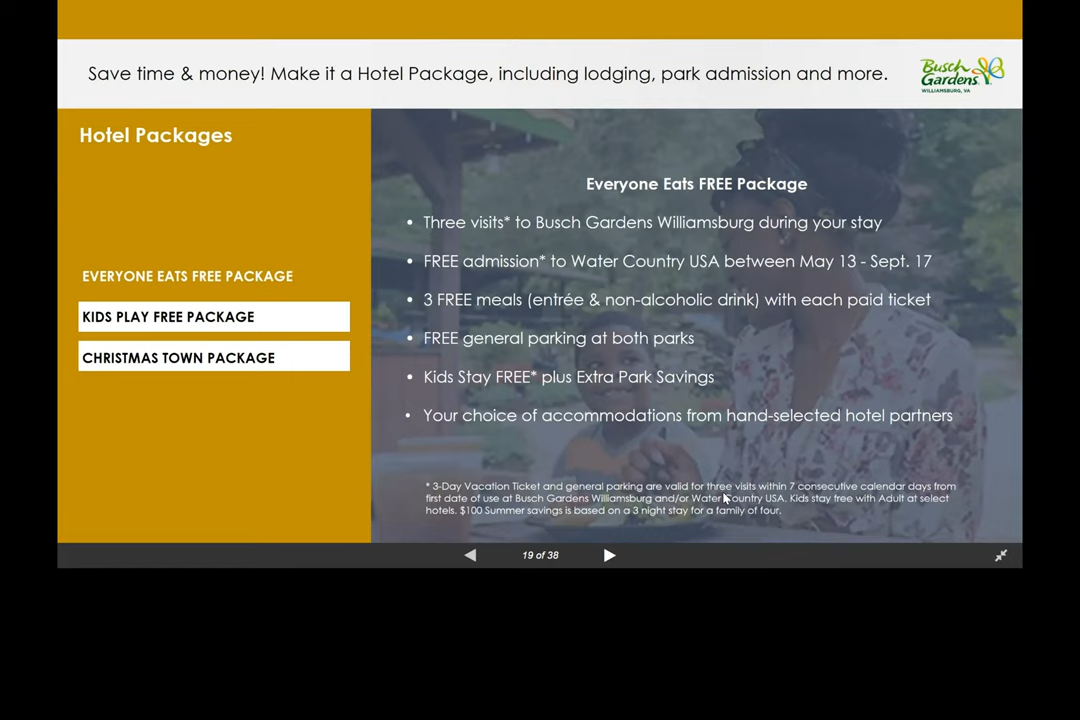 Save time & money! Make it a Hotel Package, including lodging, park admission and more.
Busch
Gardens
WILLIAMSBURG, VA
Hotel Packages
EVERYONE EATS FREE PACKAGE
KIDS PLAY FREE PACKAGE
CHRISTMAS TOWN PACKAGE
Everyone Eats FREE Package
• Three visits* to Busch Gardens Williamsburg during your stay
• FREE admission* to Water Country USA between May 13 - Sept. 17
• 3 FREE meals (entrée & non-alcoholic drink) with each paid ticket
• FREE general parking at both parks
• Kids Stay FREE* plus Extra Park Savings
• Your choice of accommodations from hand-selected hotel partners
* 3-Day Vacation Ticket and general parking are valid for three visits within 7 consecutive calendar days from
first date of use at Busch Gardens Williamsburg and/or Water Country USA. Kids stay free with Adult at select
hotels. $100 Summer savings is based on a 3 night stay for a family of four.
19 of 38